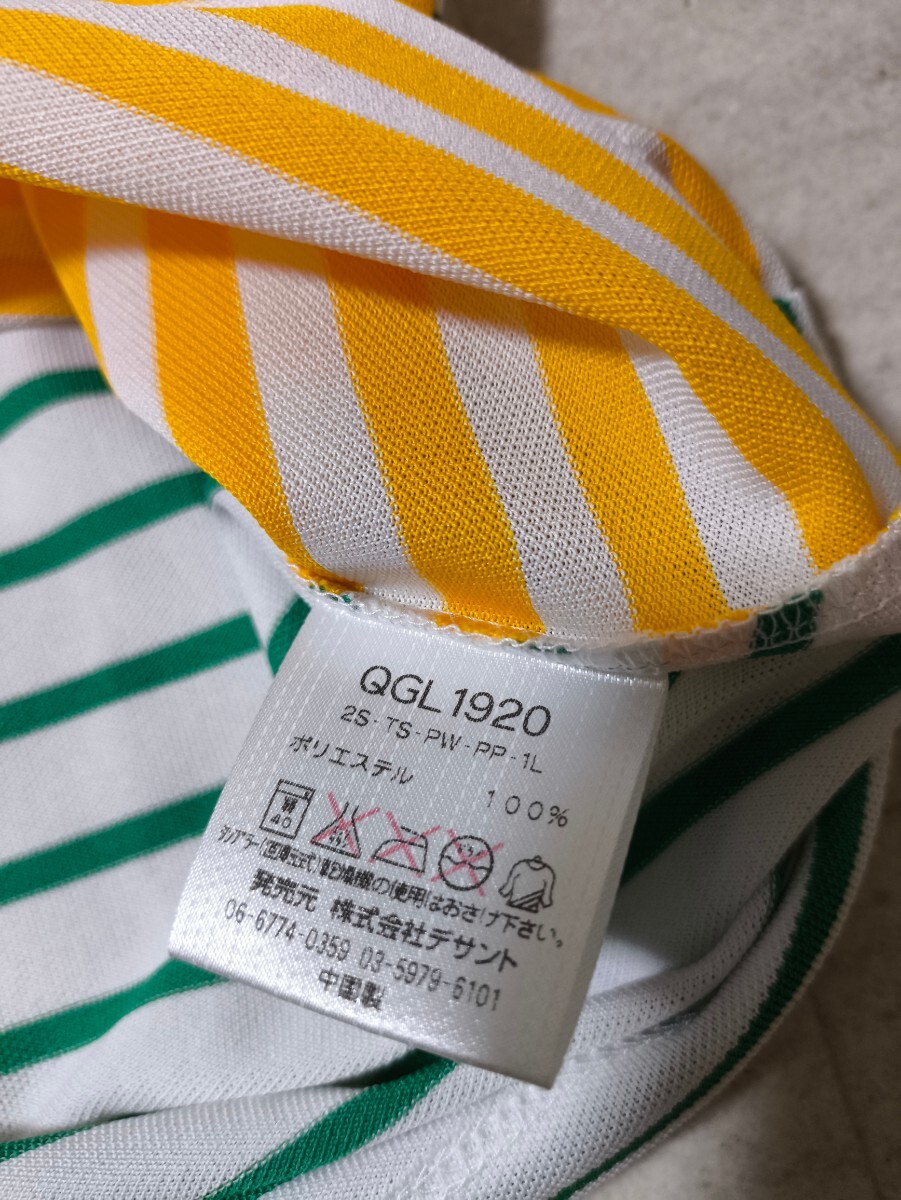 QGL1920
2S-TS-PW-PP-1L
ポリエステル 100%
弱 40
タンブラー(回転式)乾燥機の使用はおさけ下さい。
発売元 株式会社デサント
06-6774-0359 03-5979-6101
中国製